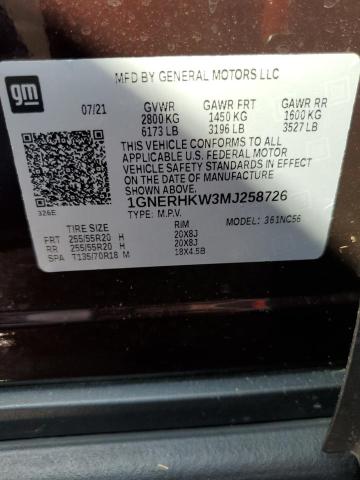 gm
MFD BY GENERAL MOTORS LLC
07/21 GVWR GAWR FRT GAWR RR
2800 KG 1450 KG 1600 KG
6173 LB 3196 LB 3527 LB
THIS VEHICLE CONFORMS TO ALL
APPLICABLE U.S. FEDERAL MOTOR
VEHICLE SAFETY STANDARDS IN EFFECT ON
THE DATE OF MANUFACTURE SHOWN ABOVE.
1GNERHKW3MJ258726
326E TYPE: M.P.V. MODEL: 361NC56
TIRE SIZE RIM
FRT 255/55R20 H 20X8J
RR 255/55R20 H 20X8J
SPA T135/70R18 M 18X4.5B